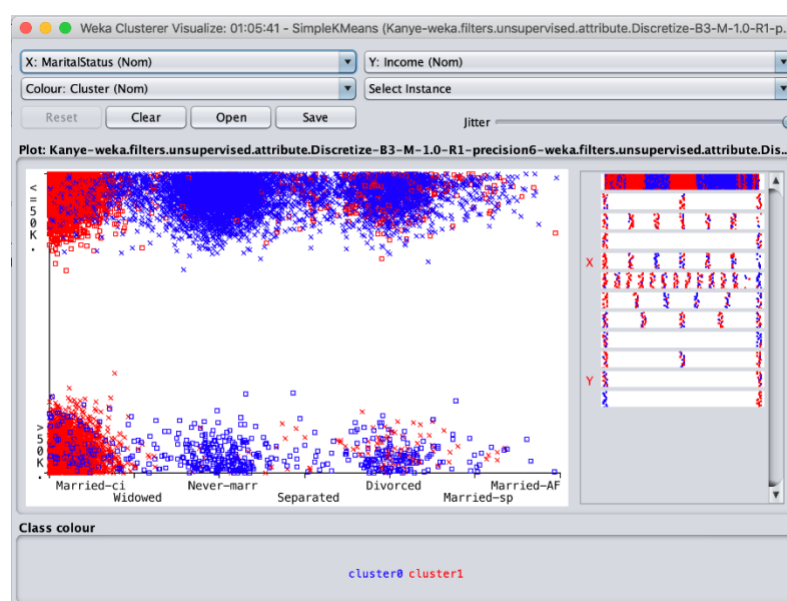 Weka Clusterer Visualize: 01:05:41 - SimpleKMeans (Kanye-weka.filters.unsupervised.attribute.Discretize-B3-M-1.0-R1-p...
X: MaritalStatus (Nom) Y: Income (Nom)
Colour: Cluster (Nom) Select Instance
Reset Clear Open Save Jitter
Plot: Kanye-weka.filters.unsupervised.attribute.Discretize-B3-M-1.0-R1-precision6-weka.filters.unsupervised.attribute.Dis...
<=50K.
X
Y
>50K.
Married-ci Never-marr Divorced Married-AF
Widowed Separated Married-sp
Class colour
cluster0 cluster1